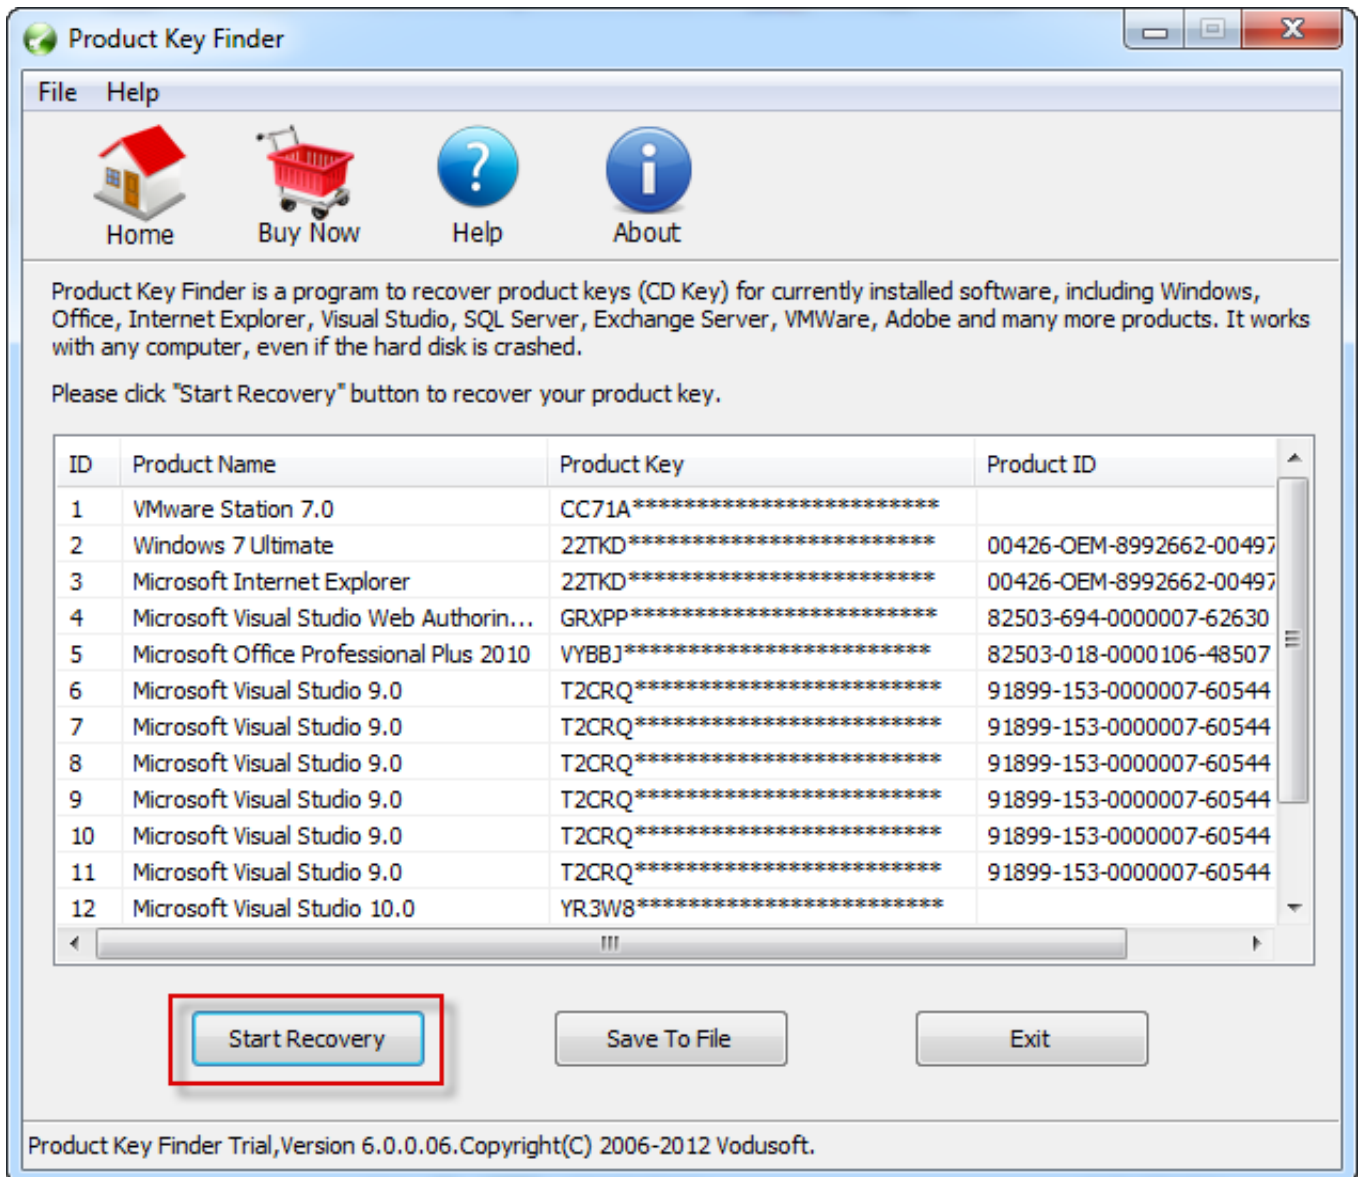 Product Key Finder
File Help
Home Buy Now Help About
Product Key Finder is a program to recover product keys (CD Key) for currently installed software, including Windows,
Office, Internet Explorer, Visual Studio, SQL Server, Exchange Server, VMWare, Adobe and many more products. It works
with any computer, even if the hard disk is crashed.
Please click "Start Recovery" button to recover your product key.
ID Product Name Product Key Product ID
1 VMware Station 7.0 CC71A************************
2 Windows 7 Ultimate 22TKD************************ 00426-OEM-8992662-00497
3 Microsoft Internet Explorer 22TKD************************ 00426-OEM-8992662-00497
4 Microsoft Visual Studio Web Authorin... GRXPP************************ 82503-694-0000007-62630
5 Microsoft Office Professional Plus 2010 VYBBJ************************ 82503-018-0000106-48507
6 Microsoft Visual Studio 9.0 T2CRQ************************ 91899-153-0000007-60544
7 Microsoft Visual Studio 9.0 T2CRQ************************ 91899-153-0000007-60544
8 Microsoft Visual Studio 9.0 T2CRQ************************ 91899-153-0000007-60544
9 Microsoft Visual Studio 9.0 T2CRQ************************ 91899-153-0000007-60544
10 Microsoft Visual Studio 9.0 T2CRQ************************ 91899-153-0000007-60544
11 Microsoft Visual Studio 9.0 T2CRQ************************ 91899-153-0000007-60544
12 Microsoft Visual Studio 10.0 YR3W8************************
Start Recovery Save To File Exit
Product Key Finder Trial,Version 6.0.0.06.Copyright(C) 2006-2012 Vodusoft.